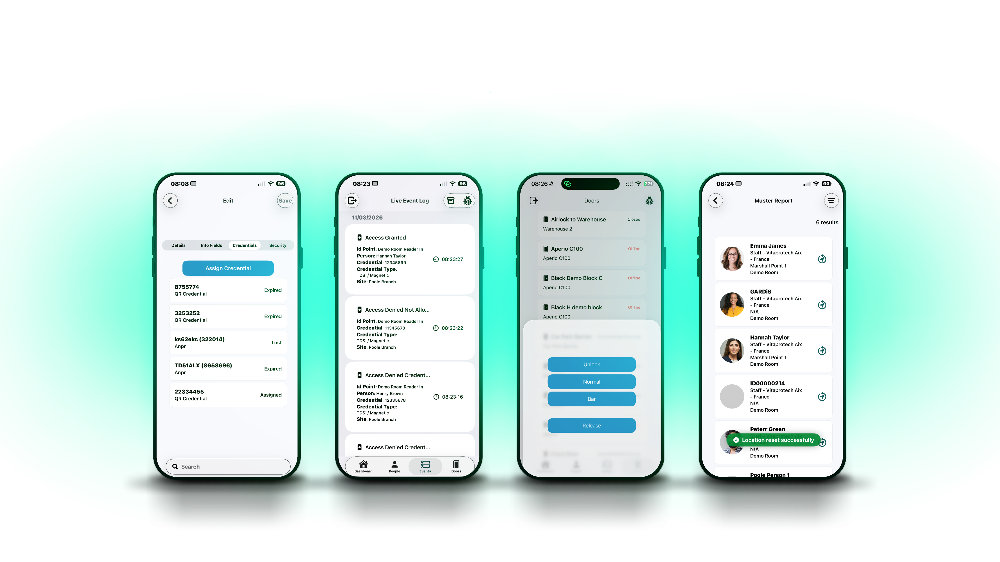 08:08
96
Edit
Save
Details
Info Fields
Credentials
Security
Assign Credential
8755774
QR Credential
Expired
3253252
QR Credential
Expired
ks62ekc (322014)
Anpr
Lost
TD51ALX (8658696)
Anpr
Expired
22334455
QR Credential
Assigned
Search
08:23
96
Live Event Log
11/03/2026
Access Granted
Id Point: Demo Room Reader In
Person: Hannah Taylor
Credential: 12345699
Credential Type:
TDSi / Magnetic
Site: Poole Branch
08:23:27
Access Denied Not Allo...
Id Point: Demo Room Reader In
Credential: 11345678
Credential Type:
TDSi / Magnetic
Site: Poole Branch
08:23:22
Access Denied Credent...
Id Point: Demo Room Reader In
Person: Henry Brown
Credential: 12335678
Credential Type:
TDSi / Magnetic
Site: Poole Branch
08:23:16
Access Denied Credent...
Dashboard
People
Events
Doors
08:26
27
Doors
Airlock to Warehouse
Closed
Warehouse 2
Aperio C100
Offline
Aperio C100
Black Demo Block C
Offline
Aperio C100
Black H demo block
Offline
Aperio C100
Unlock
Normal
Bar
Release
08:24
96
Muster Report
6 results
Emma James
Staff - Vitaprotech Aix
- France
Marshall Point 1
Demo Room
GARDiS
Staff - Vitaprotech Aix
- France
N\A
Demo Room
Hannah Taylor
Staff - Vitaprotech Aix
- France
Marshall Point 1
Demo Room
ID00000214
Staff - Vitaprotech Aix
- France
N\A
Demo Room
Peterr Green
Location reset successfully
N\A
Demo Room
Poole Person 1